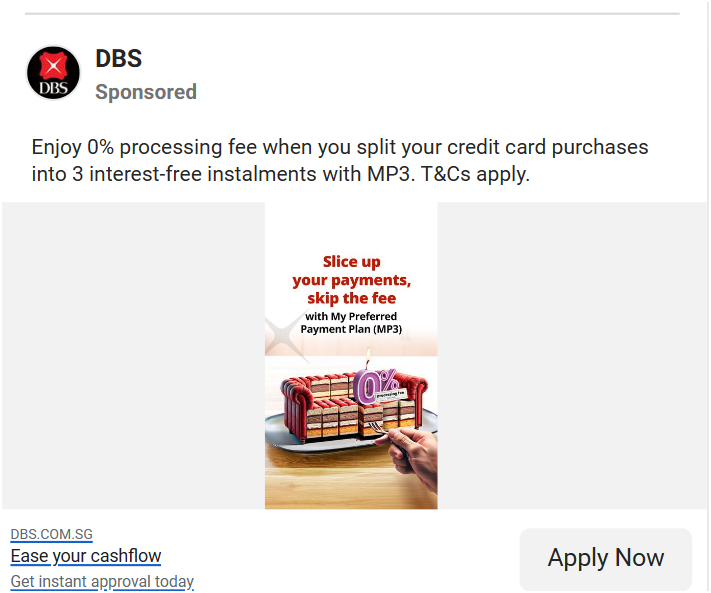 DBS
DBS
Sponsored
Enjoy 0% processing fee when you split your credit card purchases
into 3 interest-free instalments with MP3. T&Cs apply.
Slice up
your payments,
skip the fee
with My Preferred
Payment Plan (MP3)
0%
processing fee
DBS.COM.SG
Ease your cashflow
Get instant approval today
Apply Now